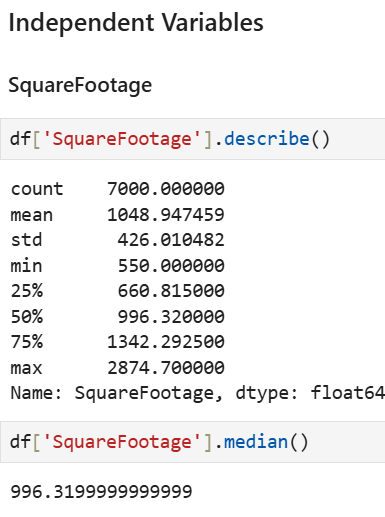 Independent Variables
SquareFootage
df['SquareFootage'].describe()
count    7000.000000
mean     1048.947459
std       426.010482
min       550.000000
25%       660.815000
50%       996.320000
75%      1342.292500
max      2874.700000
Name: SquareFootage, dtype: float64
df['SquareFootage'].median()
996.3199999999999